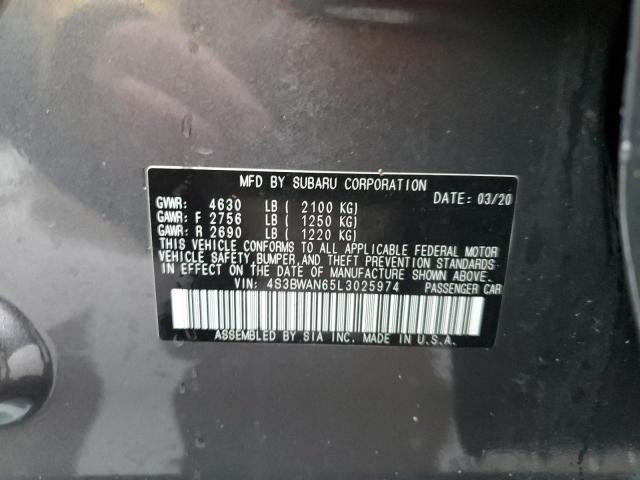 MFD BY SUBARU CORPORATION
DATE: 03/20
GVWR: 4630 LB ( 2100 KG)
GAWR: F 2756 LB ( 1250 KG)
GAWR: R 2690 LB ( 1220 KG)
THIS VEHICLE CONFORMS TO ALL APPLICABLE FEDERAL MOTOR
VEHICLE SAFETY, BUMPER, AND THEFT PREVENTION STANDARDS
IN EFFECT ON THE DATE OF MANUFACTURE SHOWN ABOVE.
VIN: 4S3BWAN65L3025974 PASSENGER CAR
ASSEMBLED BY SIA INC. MADE IN U.S.A.